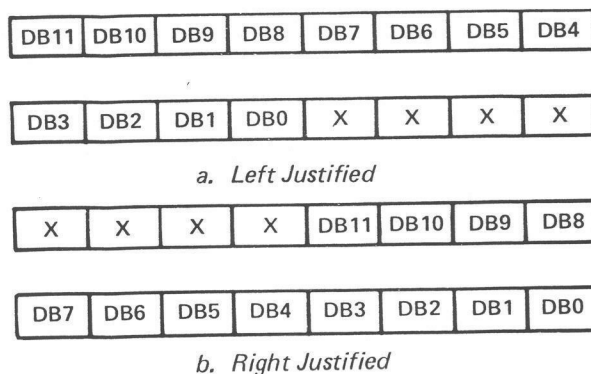 DB11 DB10 DB9 DB8 DB7 DB6 DB5 DB4
DB3 DB2 DB1 DB0 X X X X
a. Left Justified
X X X X DB11 DB10 DB9 DB8
DB7 DB6 DB5 DB4 DB3 DB2 DB1 DB0
b. Right Justified